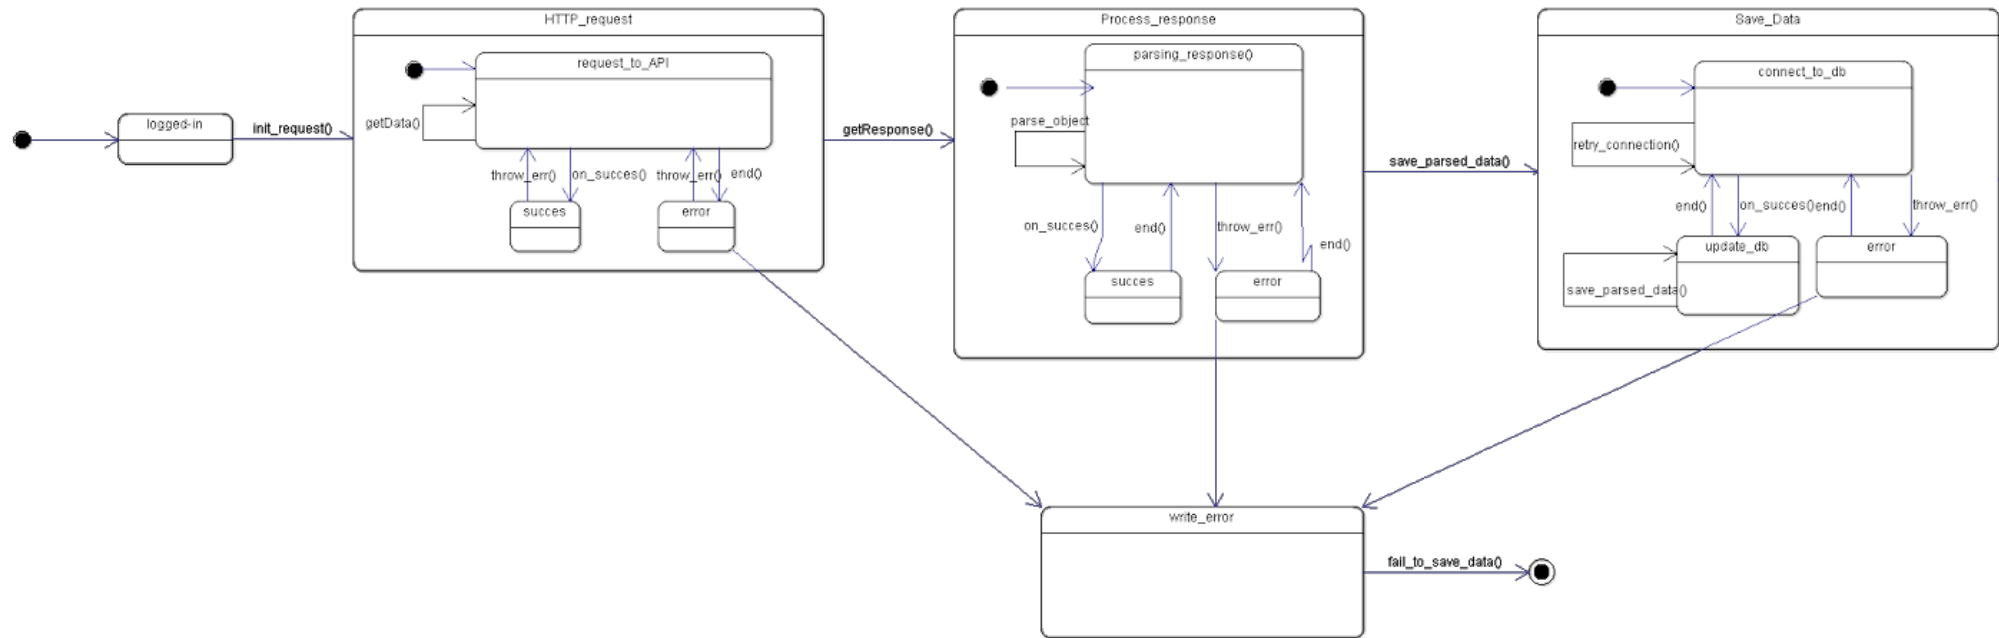 HTTP_request
Process_response
Save_Data
request_to_API
parsing_response()
connect_to_db
logged-in
init_request()
getData()
getResponse()
parse_object
save_parsed_data()
retry_connection()
throw_err()
on_succes()
throw_err()
end()
succes
error
on_succes()
end()
throw_err()
end()
succes
error
end()
on_succes()
end()
throw_err()
update_db
error
save_parsed_data()
write_error
fail_to_save_data()